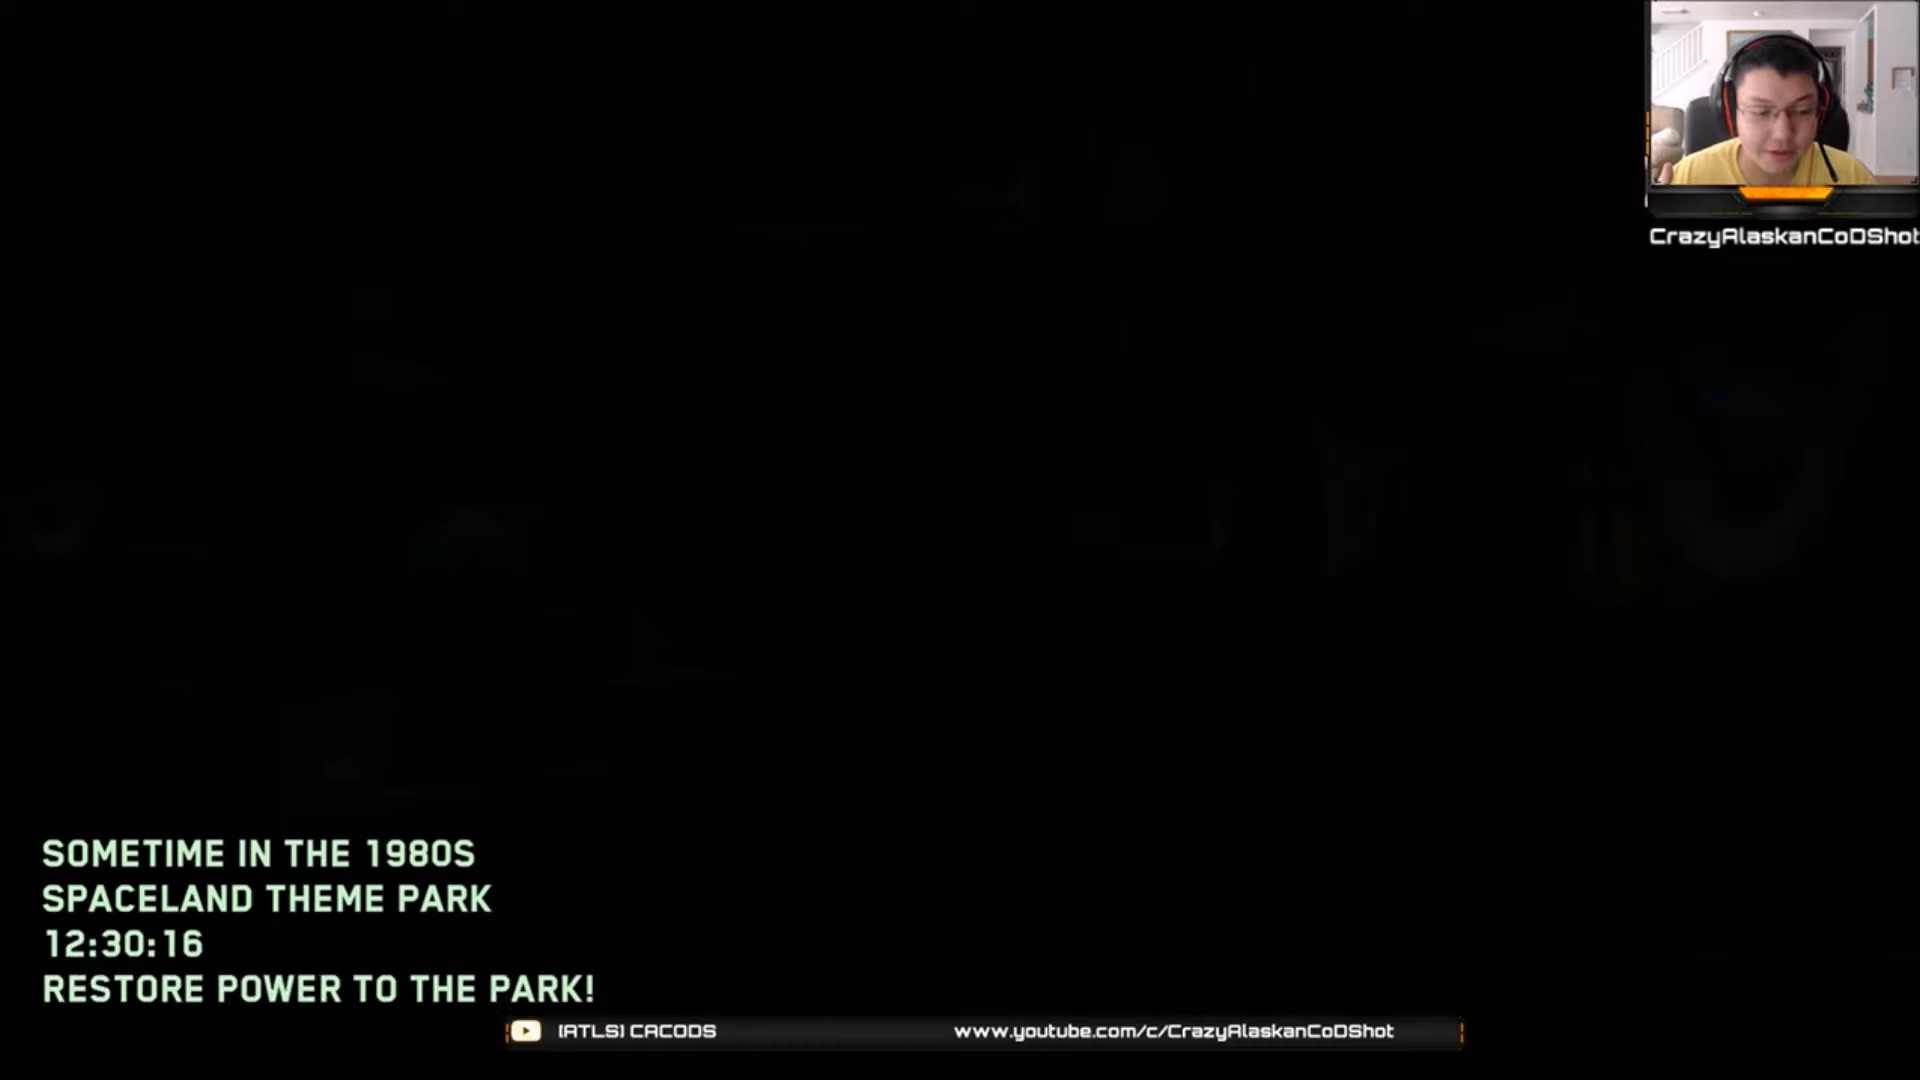 CrazyAlaskanCoDShot
SOMETIME IN THE 1980S
SPACELAND THEME PARK
12:30:16
RESTORE POWER TO THE PARK!
[ATLS] CACODS
www.youtube.com/c/CrazyAlaskanCoDShot